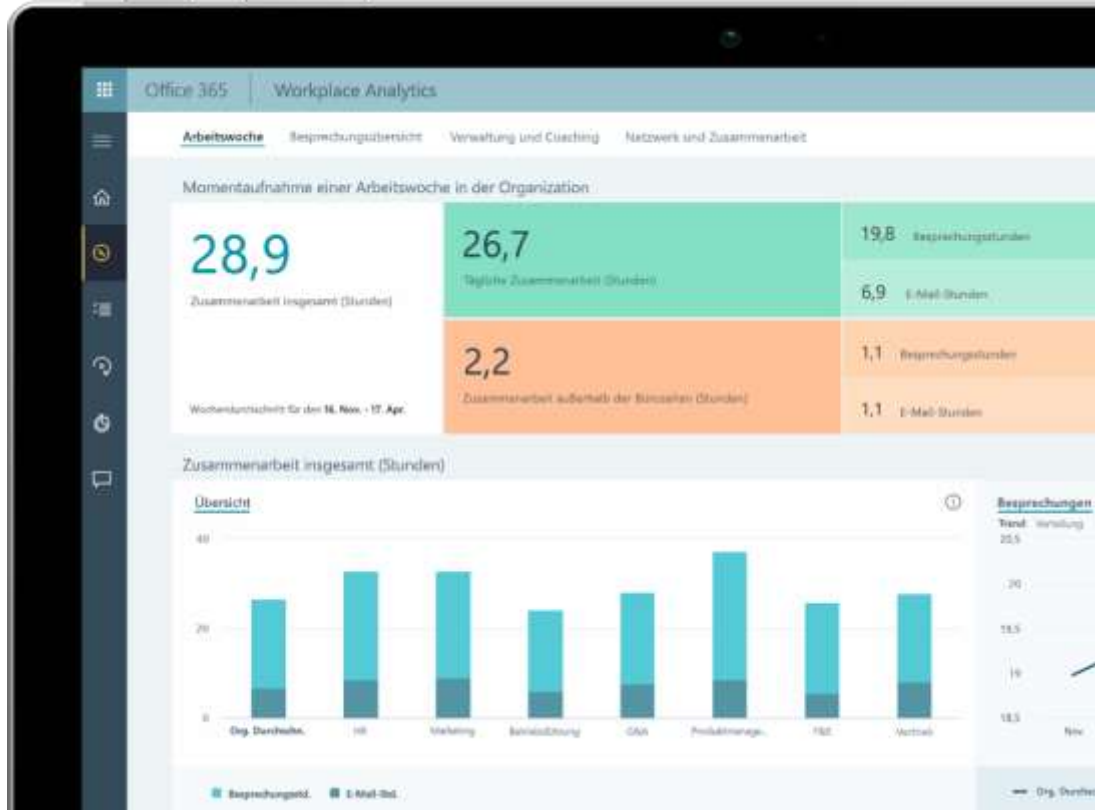 Office 365 Workplace Analytics
Arbeitswoche Besprechungsübersicht Verwaltung und Coaching Netzwerk und Zusammenarbeit
Momentaufnahme einer Arbeitswoche in der Organization
28,9
Zusammenarbeit insgesamt (Stunden)
Wochendurchschnitt für den 16. Nov. - 17. Apr.
26,7
Tägliche Zusammenarbeit (Stunden)
2,2
Zusammenarbeit außerhalb der Bürozeiten (Stunden)
19,8 Besprechungsstunden
6,9 E-Mail-Stunden
1,1 Besprechungsstunden
1,1 E-Mail-Stunden
Zusammenarbeit insgesamt (Stunden)
Übersicht
40
20
0
Org. Durchschn. HR Marketing Betriebsführung G&A Produktmanage.. F&E Vertrieb
Besprechungsstd. E-Mail-Std.
Besprechungen
Trend Verteilung
20,5
20
19,5
19
18,5
Nov.
Org. Durchsc